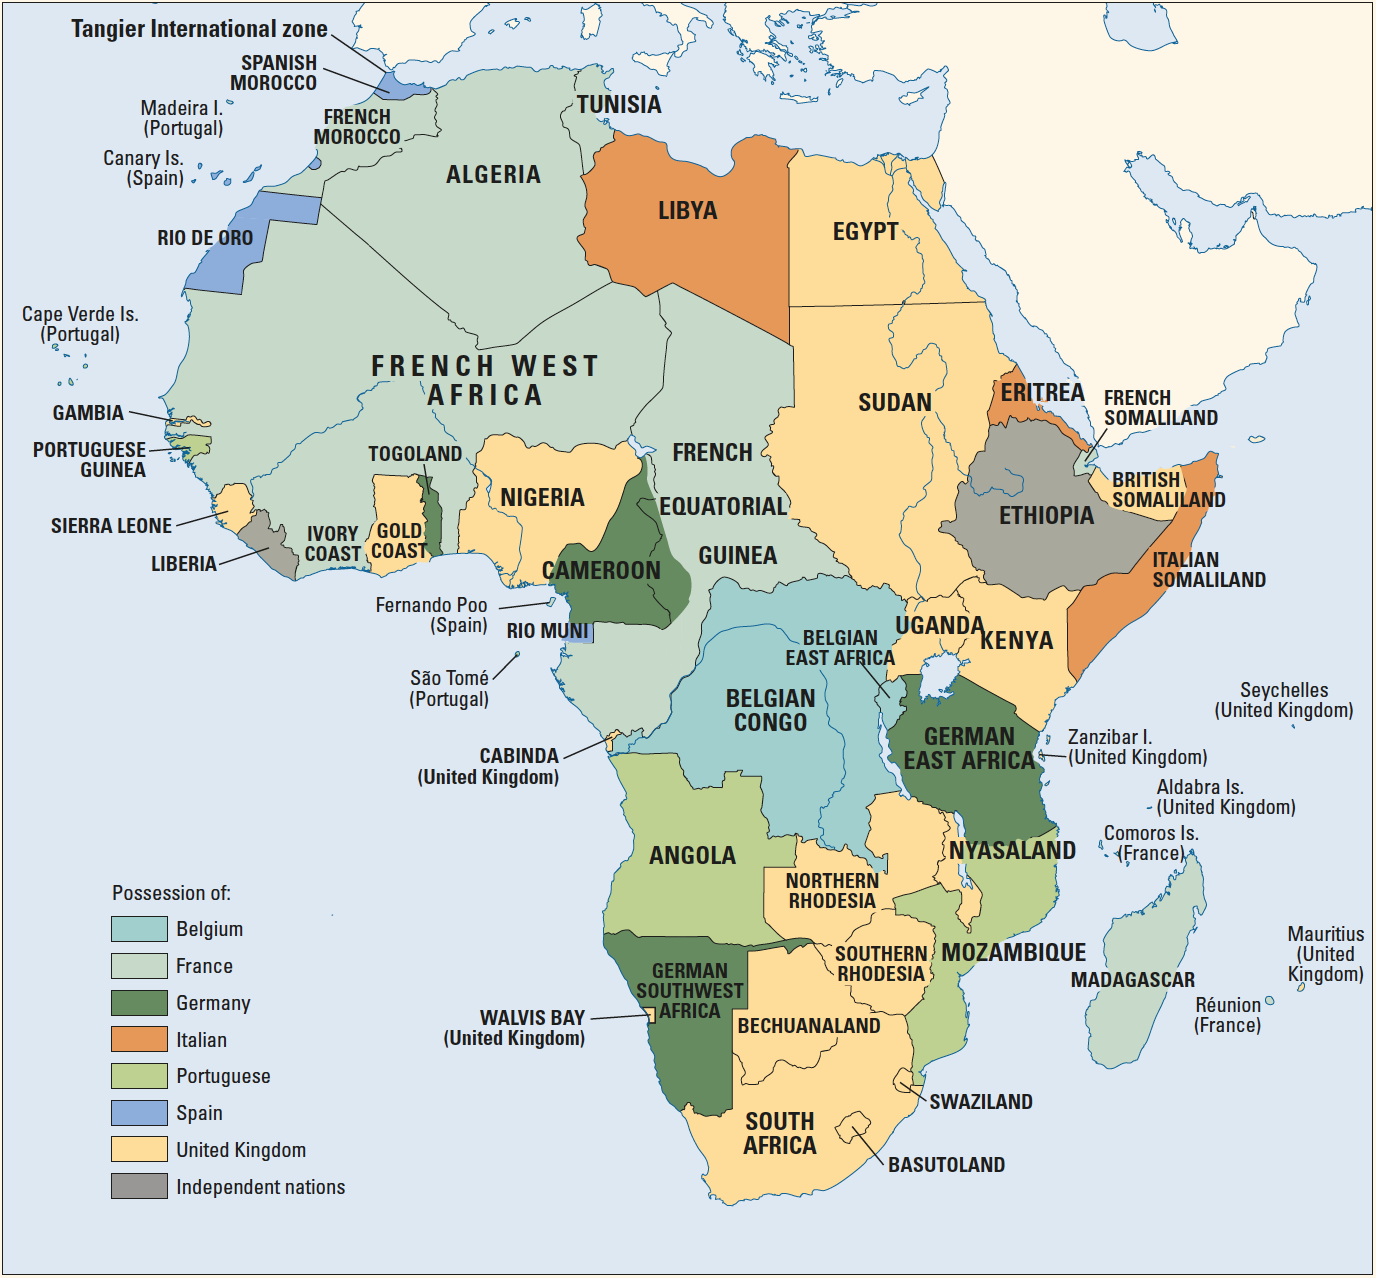 Tangier International zone
SPANISH
MOROCCO
Madeira I.
(Portugal)
FRENCH
MOROCCO
TUNISIA
Canary Is.
(Spain)
ALGERIA
LIBYA
EGYPT
RIO DE ORO
Cape Verde Is.
(Portugal)
FRENCH WEST
AFRICA
SUDAN
ERITREA
FRENCH
SOMALILAND
GAMBIA
PORTUGUESE
GUINEA
TOGOLAND
FRENCH
EQUATORIAL
GUINEA
NIGERIA
BRITISH
SOMALILAND
ETHIOPIA
SIERRA LEONE
LIBERIA
IVORY
COAST
GOLD
COAST
CAMEROON
ITALIAN
SOMALILAND
Fernando Poo
(Spain)
RIO MUNI
UGANDA
KENYA
BELGIAN
EAST AFRICA
São Tomé
(Portugal)
BELGIAN
CONGO
Seychelles
(United Kingdom)
CABINDA
(United Kingdom)
GERMAN
EAST AFRICA
Zanzibar I.
(United Kingdom)
Aldabra Is.
(United Kingdom)
Comoros Is.
(France)
ANGOLA
NYASALAND
NORTHERN
RHODESIA
SOUTHERN
RHODESIA
MOZAMBIQUE
MADAGASCAR
Mauritius
(United
Kingdom)
Réunion
(France)
GERMAN
SOUTHWEST
AFRICA
WALVIS BAY
(United Kingdom)
BECHUANALAND
SWAZILAND
SOUTH
AFRICA
BASUTOLAND
Possession of:
Belgium
France
Germany
Italian
Portuguese
Spain
United Kingdom
Independent nations